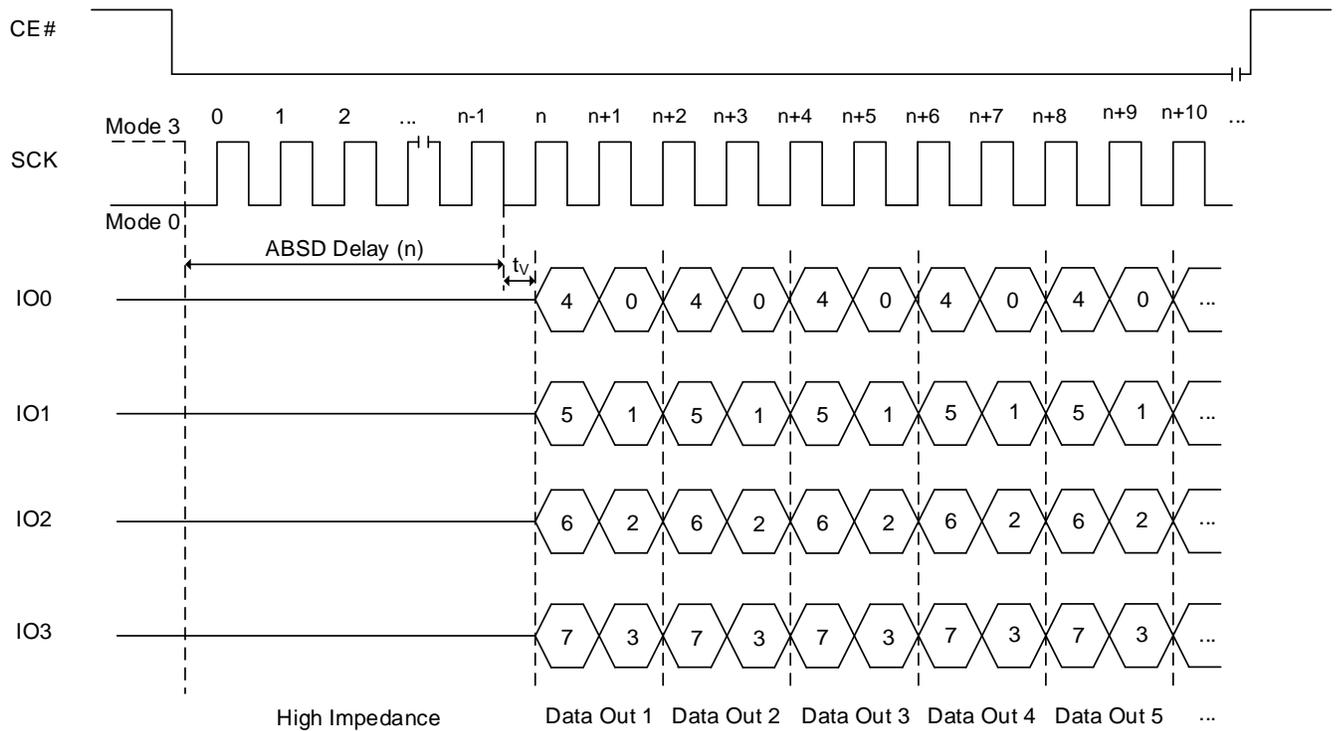 CE#
0 1 2 ... n-1 n n+1 n+2 n+3 n+4 n+5 n+6 n+7 n+8 n+9 n+10 ...
Mode 3
SCK
Mode 0
ABSD Delay (n)
tV
IO0 4 0 4 0 4 0 4 0 4 0 ...
IO1 5 1 5 1 5 1 5 1 5 1 ...
IO2 6 2 6 2 6 2 6 2 6 2 ...
IO3 7 3 7 3 7 3 7 3 7 3 ...
High Impedance Data Out 1 Data Out 2 Data Out 3 Data Out 4 Data Out 5 ...